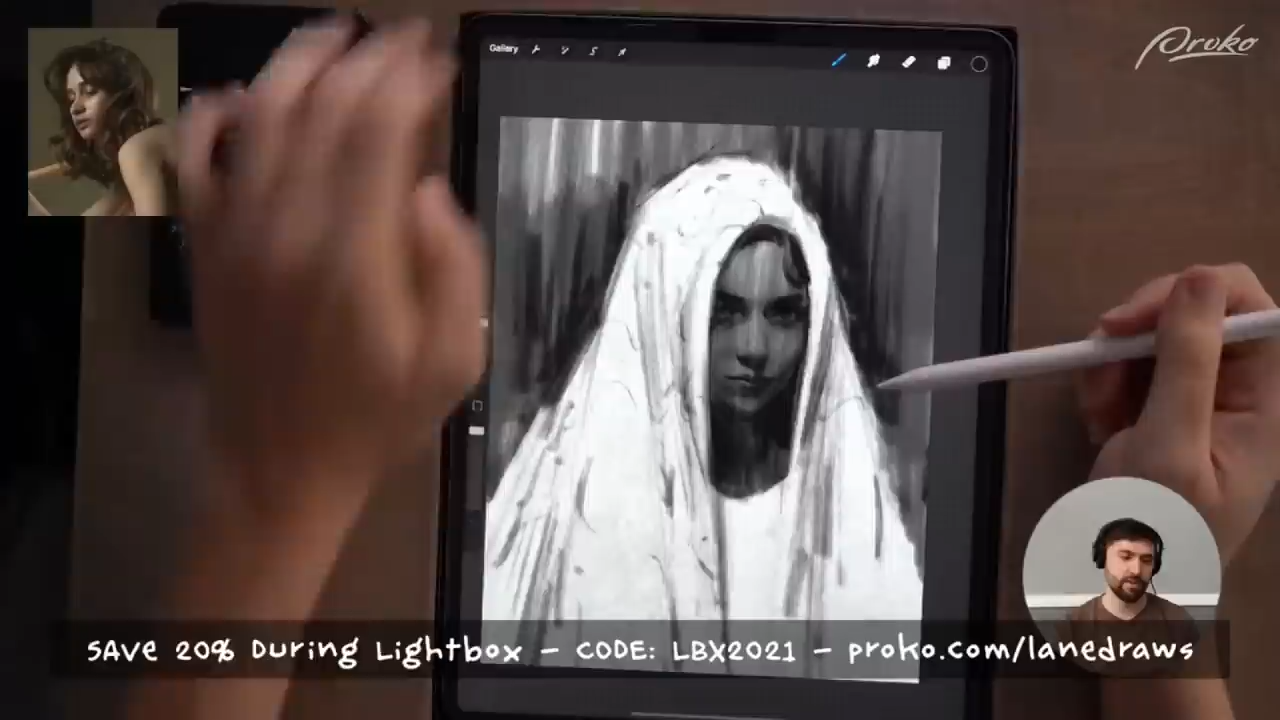 Gallery
Proko
SAVE 20% DURING LIGHTBOX - CODE: LBX2021 - proko.com/lanedraws